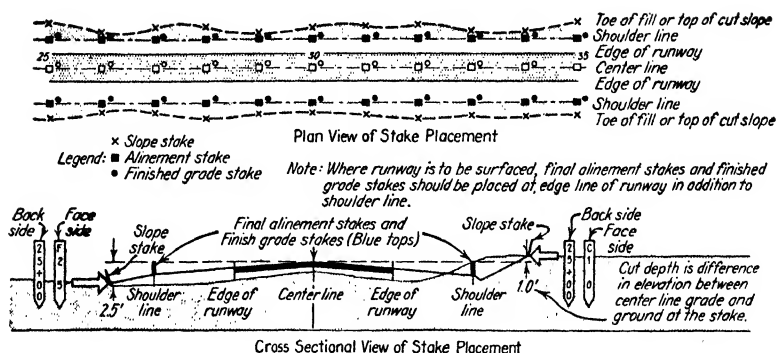 Toe of fill or top of cut slope
Shoulder line
Edge of runway
25 30 35
Center line
Edge of runway
Shoulder line
Toe of fill or top of cut slope
Plan View of Stake Placement
Slope stake
Legend: Alinement stake
Finished grade stake
Note: Where runway is to be surfaced, final alinement stakes and finished
grade stakes should be placed at edge line of runway in addition to
shoulder line.
Back side
Face side
Slope stake
Final alinement stakes and
Finish grade stakes (Blue tops)
Slope stake
Back side
Face side
25+00
F 2 5
25+00
C 1 0
2.5'
Shoulder line
Edge of runway
Center line
Edge of runway
Shoulder line
1.0'
Cut depth is difference
in elevation between
center line grade and
ground at the stake.
Cross Sectional View of Stake Placement